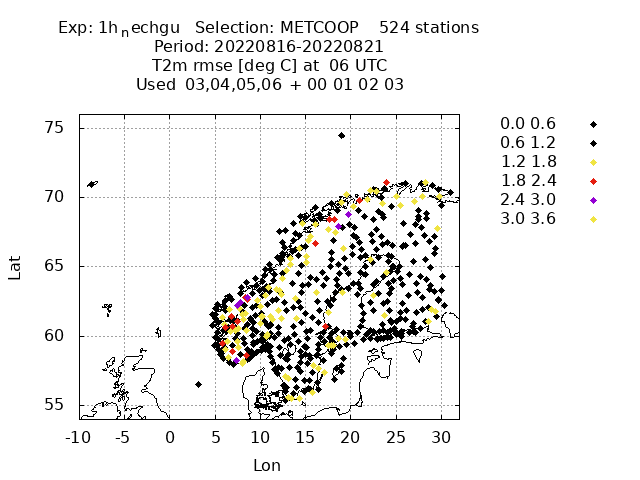 Exp: 1h n echgu Selection: METCOOP 524 stations
Period: 20220816-20220821
T2m rmse [deg C] at 06 UTC
Used 03,04,05,06 + 00 01 02 03
0.0 0.6
0.6 1.2
1.2 1.8
1.8 2.4
2.4 3.0
3.0 3.6
75
70
65
60
55
Lat
-10 -5 0 5 10 15 20 25 30
Lon